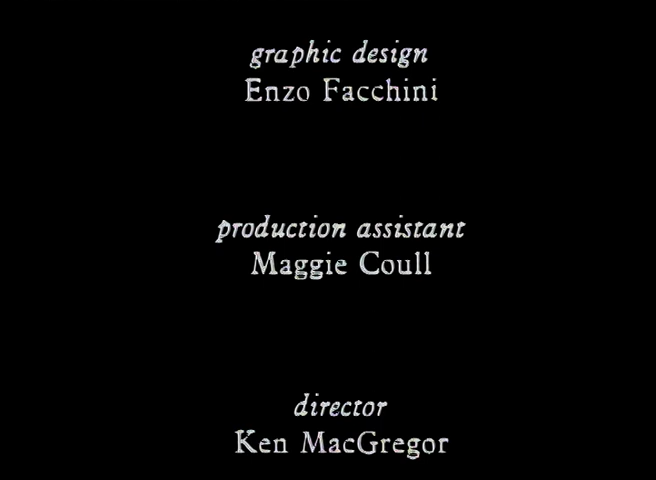 graphic design
Enzo Facchini
production assistant
Maggie Coull
director
Ken MacGregor